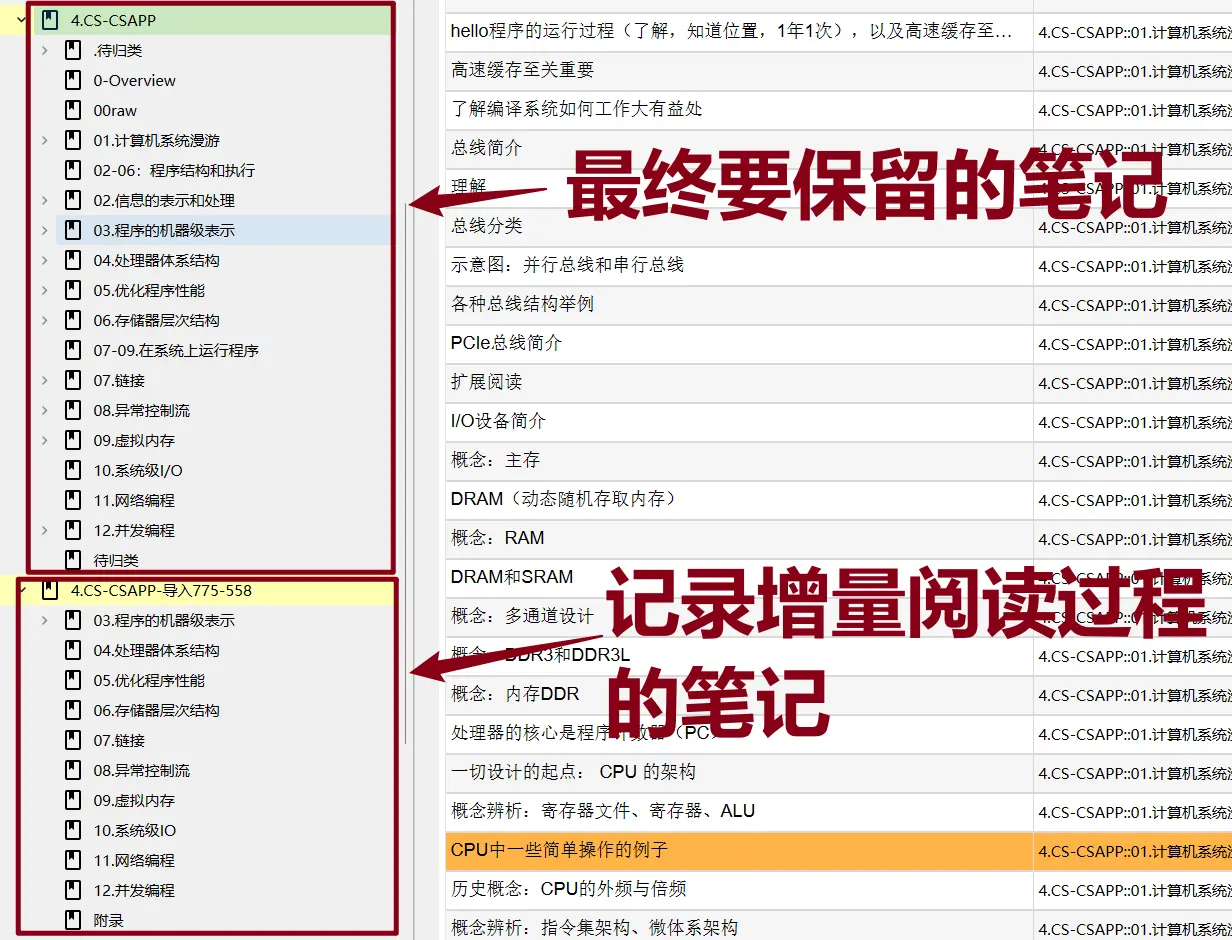 4.CS-CSAPP
.待归类
0-Overview
00raw
01.计算机系统漫游
02-06：程序结构和执行
02.信息的表示和处理
03.程序的机器级表示
04.处理器体系结构
05.优化程序性能
06.存储器层次结构
07-09.在系统上运行程序
07.链接
08.异常控制流
09.虚拟内存
10.系统级I/O
11.网络编程
12.并发编程
待归类
4.CS-CSAPP-导入775-558
03.程序的机器级表示
04.处理器体系结构
05.优化程序性能
06.存储器层次结构
07.链接
08.异常控制流
09.虚拟内存
10.系统级IO
11.网络编程
12.并发编程
附录
hello程序的运行过程（了解，知道位置，1年1次），以及高速缓存至… 4.CS-CSAPP::01.计算机系统
高速缓存至关重要 4.CS-CSAPP::01.计算机系统
了解编译系统如何工作大有益处 4.CS-CSAPP::01.计算机系统
总线简介 4.CS-CSAPP::01.计算机系统
最终要保留的笔记
理解 4.CS-CSAPP::01.计算机系统
总线分类 4.CS-CSAPP::01.计算机系统
示意图：并行总线和串行总线 4.CS-CSAPP::01.计算机系统
各种总线结构举例 4.CS-CSAPP::01.计算机系统
PCIe总线简介 4.CS-CSAPP::01.计算机系统
扩展阅读 4.CS-CSAPP::01.计算机系统
I/O设备简介 4.CS-CSAPP::01.计算机系统
概念：主存 4.CS-CSAPP::01.计算机系统
DRAM（动态随机存取内存） 4.CS-CSAPP::01.计算机系统
概念：RAM 4.CS-CSAPP::01.计算机系统
DRAM和SRAM 4.CS-CSAPP::01.计算机系统
记录增量阅读过程
概念：多通道设计 4.CS-CSAPP::01.计算机系统
概念：DDR3和DDR3L 4.CS-CSAPP::01.计算机系统
概念：内存DDR 4.CS-CSAPP::01.计算机系统
的笔记
处理器的核心是程序计数器（PC） 4.CS-CSAPP::01.计算机系统
一切设计的起点： CPU 的架构 4.CS-CSAPP::01.计算机系统
概念辨析：寄存器文件、寄存器、ALU 4.CS-CSAPP::01.计算机系统
CPU中一些简单操作的例子 4.CS-CSAPP::01.计算机系统
历史概念：CPU的外频与倍频 4.CS-CSAPP::01.计算机系统
概念辨析：指令集架构、微体系架构 4.CS-CSAPP::01.计算机系统